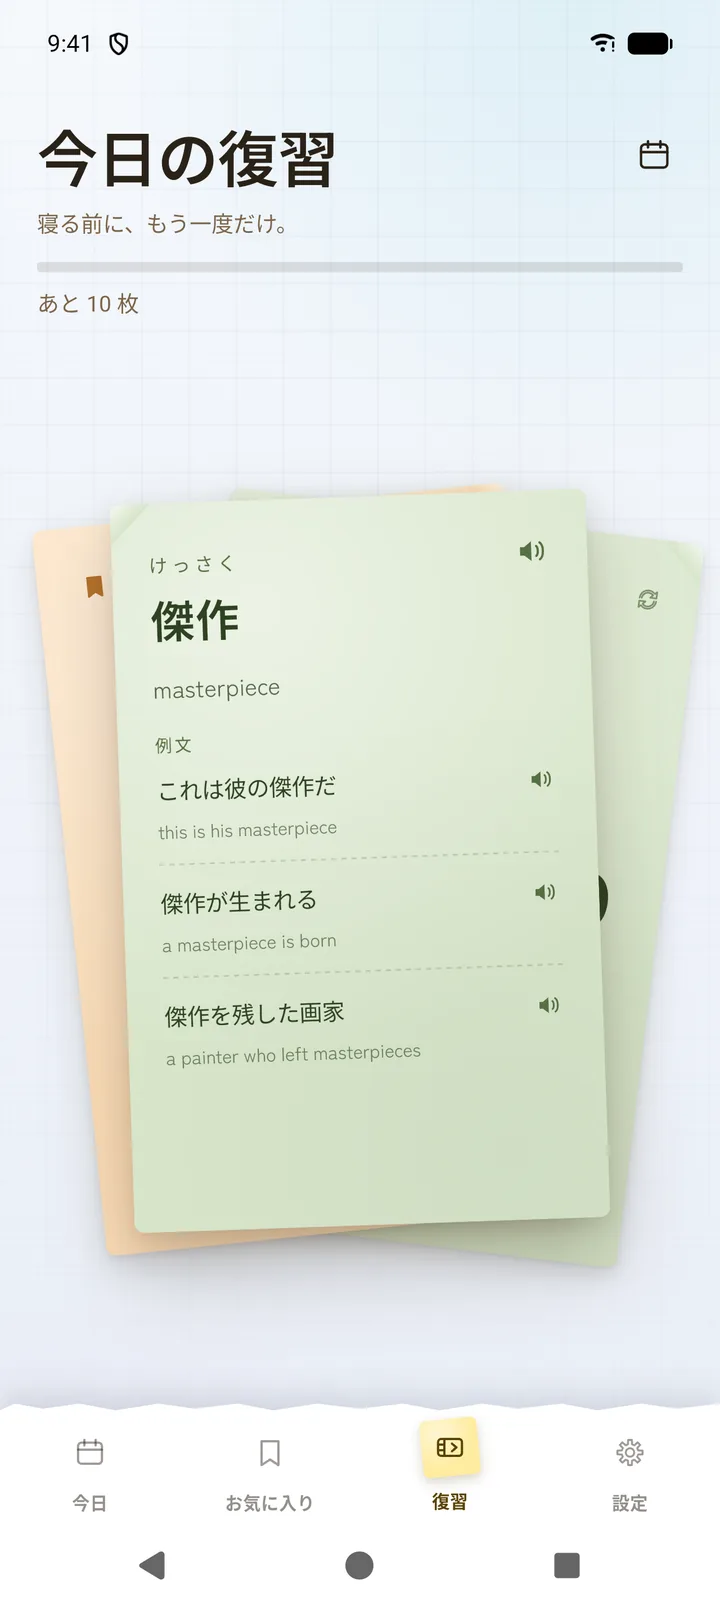 9:41
今日の復習
寝る前に、もう一度だけ。
あと 10 枚
けっさく
傑作
masterpiece
例文
これは彼の傑作だ
this is his masterpiece
傑作が生まれる
a masterpiece is born
傑作を残した画家
a painter who left masterpieces
今日
お気に入り
復習
設定